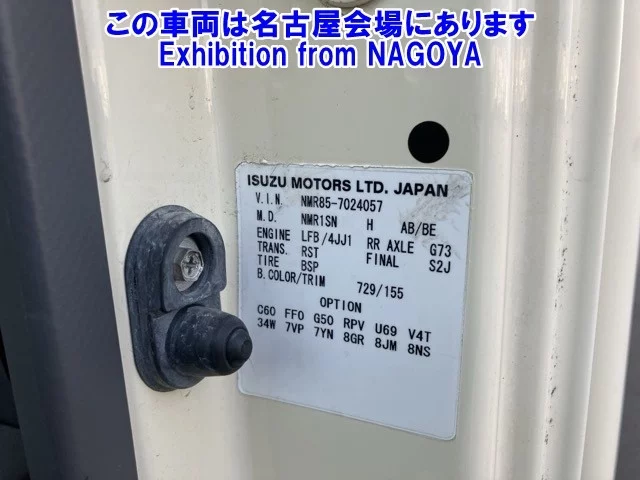 この車両は名古屋会場にあります
Exhibition from NAGOYA
ISUZU MOTORS LTD. JAPAN
V.I.N. NMR85-7024057
M.D. NMR1SN H AB/BE
ENGINE LFB/4JJ1 RR AXLE G73
TRANS. RST FINAL S2J
TIRE BSP
B.COLOR/TRIM 729/155
OPTION
C60 FF0 G50 RPV U69 V4T
34W 7VP 7YN 8GR 8JM 8NS